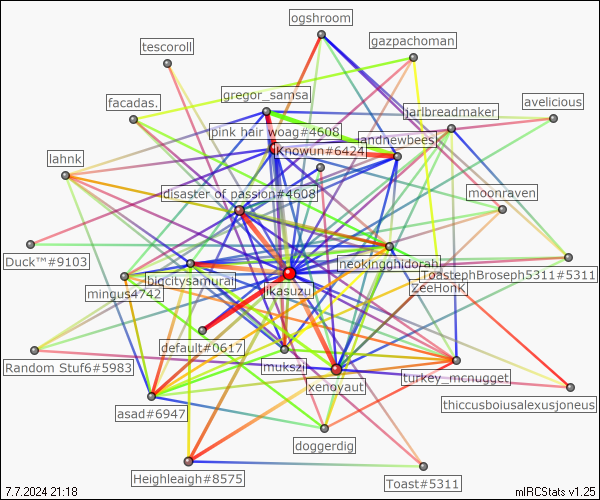 ogshroom
gazpachoman
tescoroll
gregor_samsa
facadas.
jarlbreadmaker
avelicious
pink hair woag#4608
andnewbees
Knowun#6424
lahnk
disaster of passion#4608
moonraven
Duck™#9103
neokingghidorah
ToastephBroseph5311#5311
bigcitysamurai
ZeeHonk
mingus4742
ikasuzu
default#0617
mukszil
Random Stuf6#5983
turkey_mcnugget
xenoyaut
thiccusboiusalexusjoneus
asad#6947
doggerdig
Heighleaigh#8575
Toast#5311
7.7.2024 21:18
mIRCStats v1.25